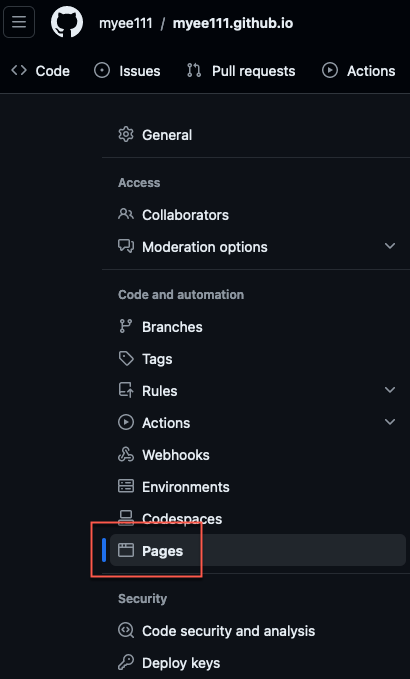 myee111 / myee111.github.io
Code Issues Pull requests Actions
General
Access
Collaborators
Moderation options
Code and automation
Branches
Tags
Rules
Actions
Webhooks
Environments
Codespaces
Pages
Security
Code security and analysis
Deploy keys